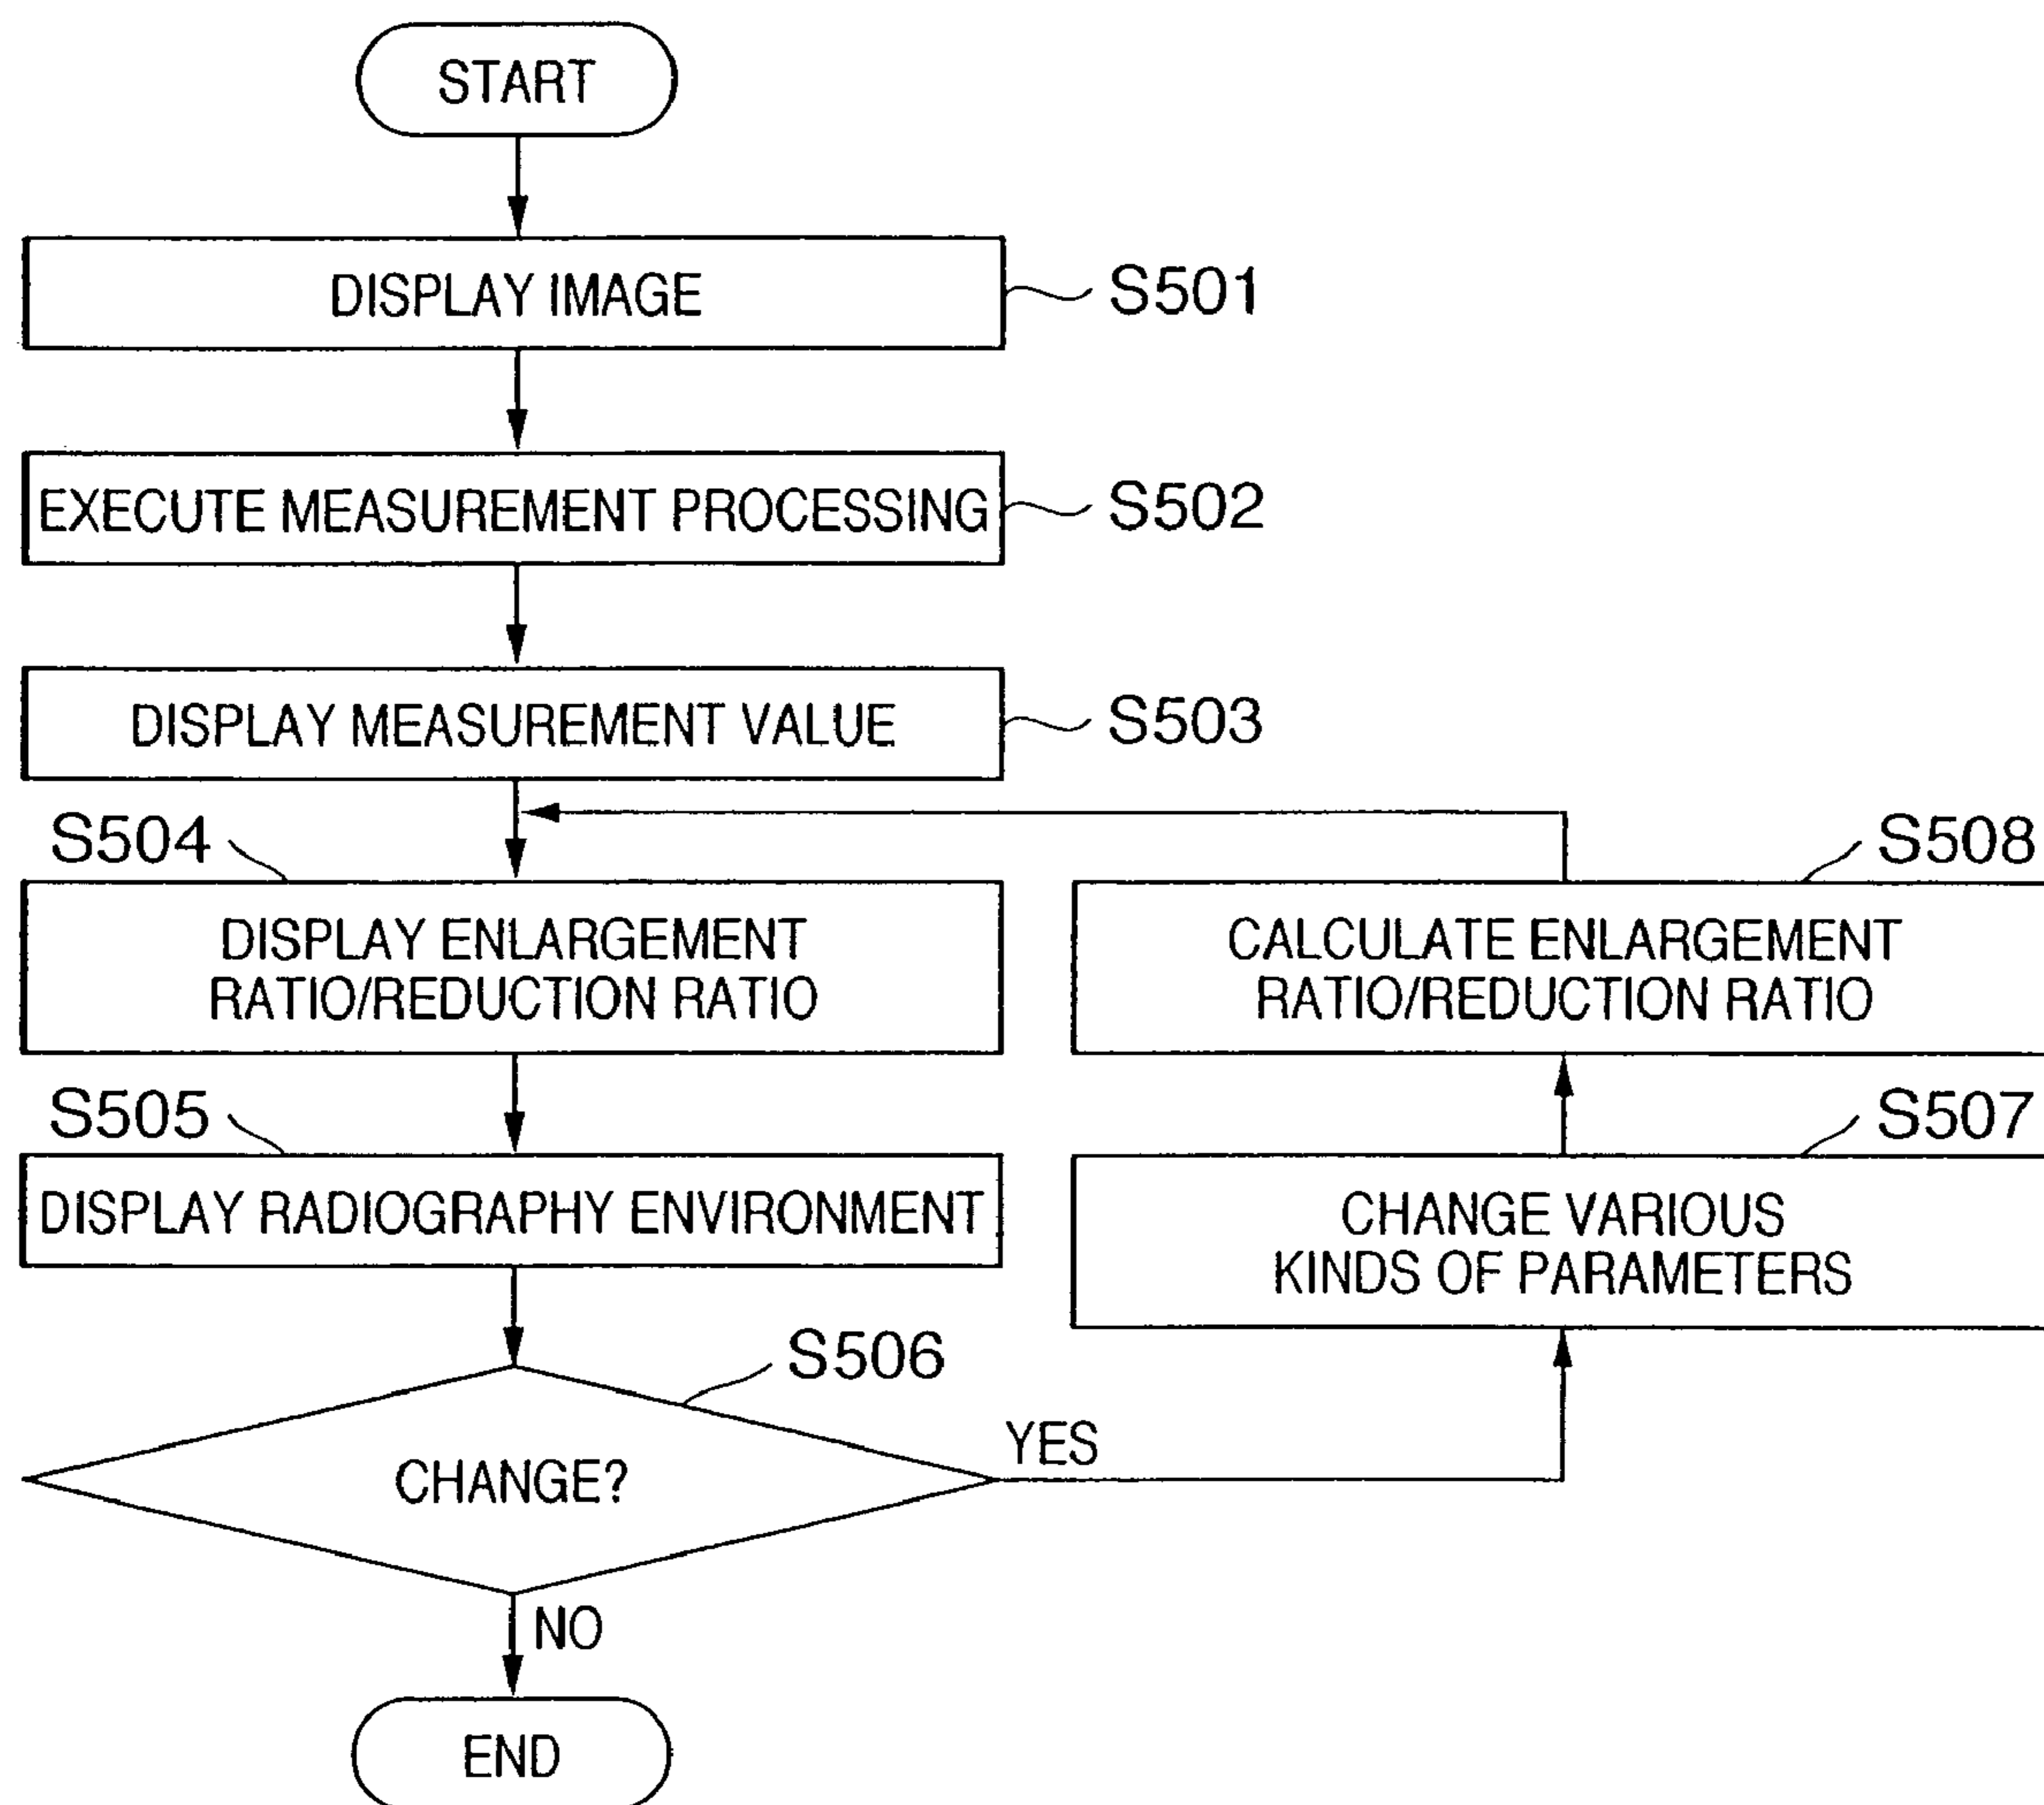 START
DISPLAY IMAGE
S501
EXECUTE MEASUREMENT PROCESSING
S502
DISPLAY MEASUREMENT VALUE
S503
S504
DISPLAY ENLARGEMENT
RATIO/REDUCTION RATIO
S508
CALCULATE ENLARGEMENT
RATIO/REDUCTION RATIO
S505
DISPLAY RADIOGRAPHY ENVIRONMENT
S507
CHANGE VARIOUS
KINDS OF PARAMETERS
S506
CHANGE?
YES
NO
END